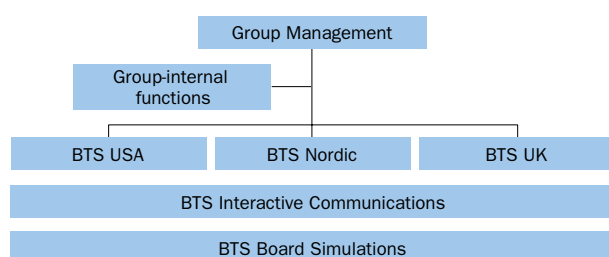 Group Management
Group-internal
functions
BTS USA
BTS Nordic
BTS UK
BTS Interactive Communications
BTS Board Simulations